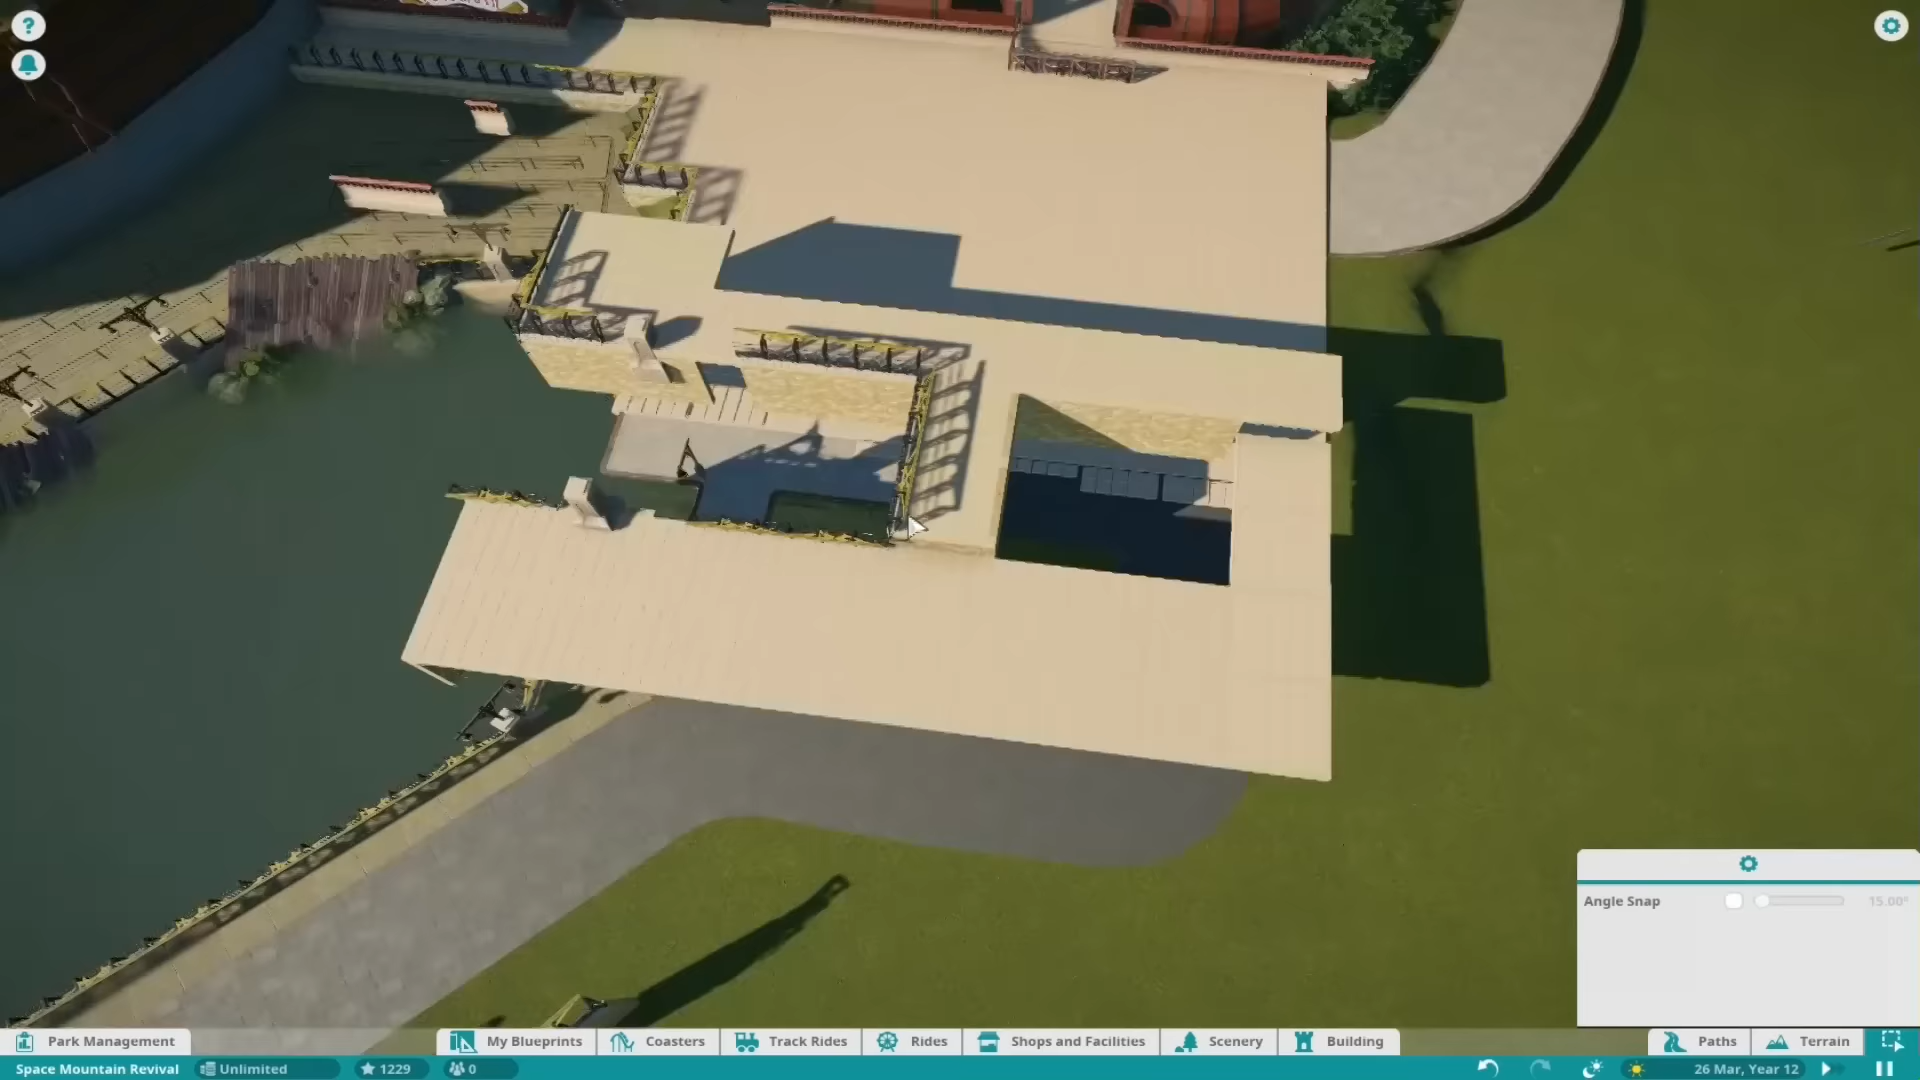 ?
Angle Snap 15.00°
Park Management My Blueprints Coasters Track Rides Rides Shops and Facilities Scenery Building Paths Terrain
Space Mountain Revival Unlimited 1229 0 26 Mar, Year 12